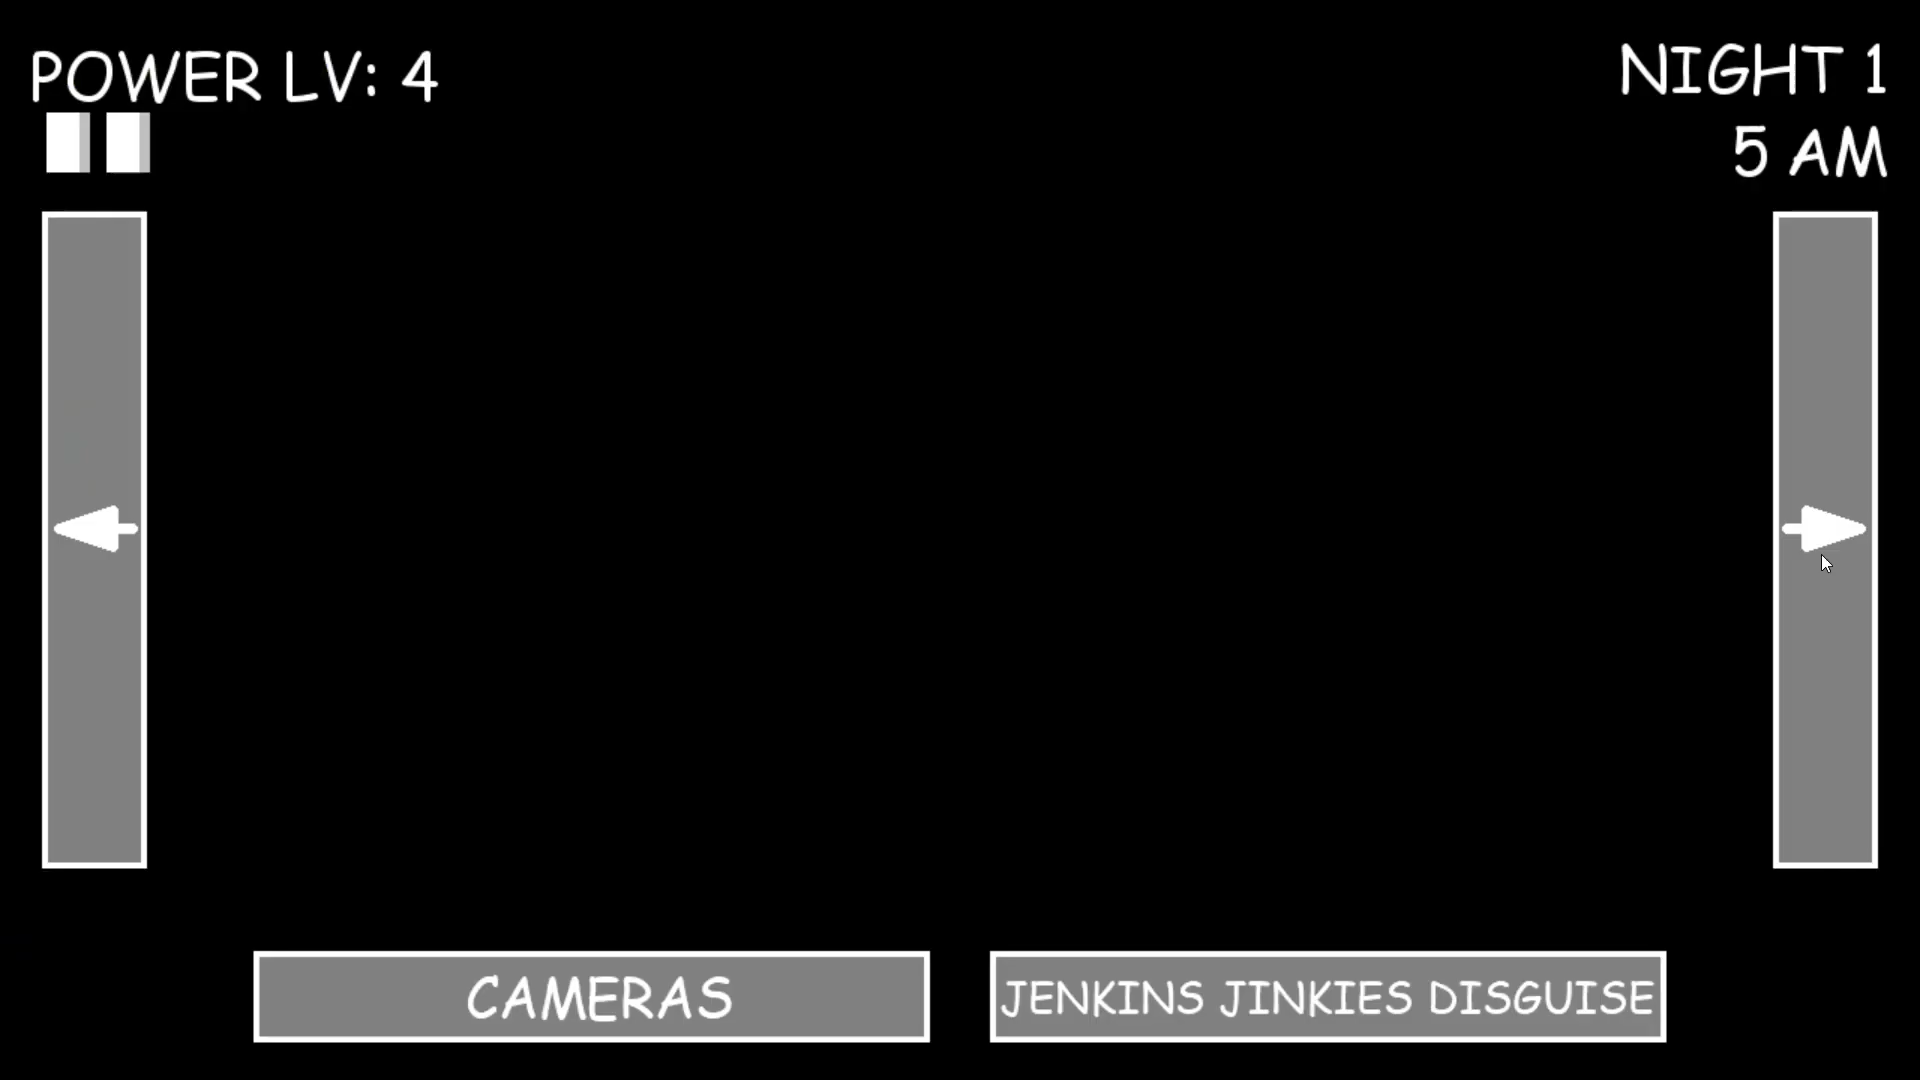 POWER LV: 4
NIGHT 1
5 AM
CAMERAS
JENKINS JINKIES DISGUISE